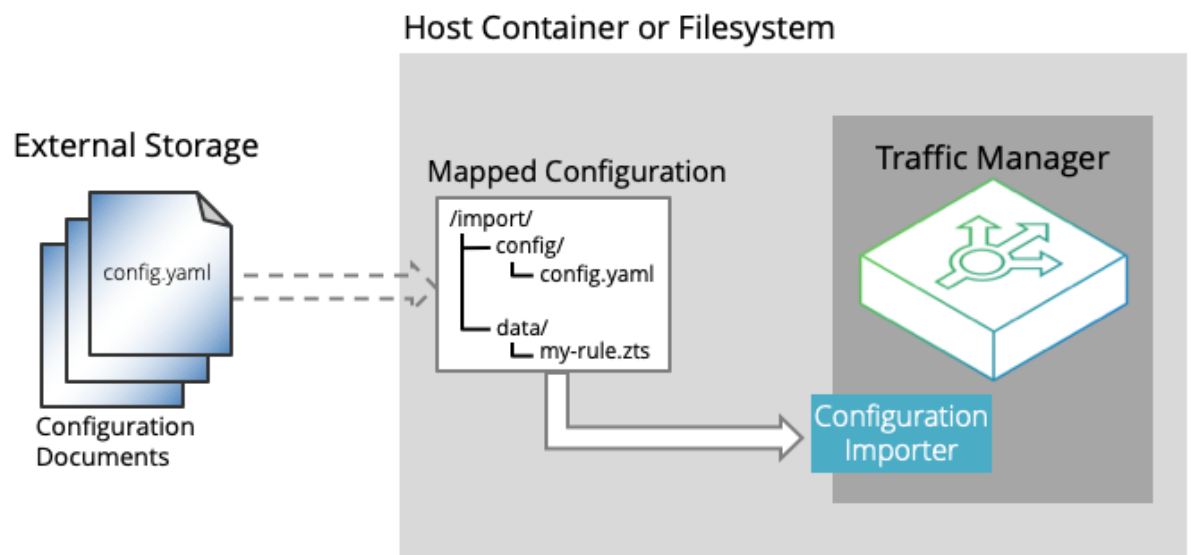 Host Container or Filesystem
External Storage
config.yaml
Configuration
Documents
Mapped Configuration
/import/
config/
config.yaml
data/
my-rule.zts
Traffic Manager
Configuration
Importer